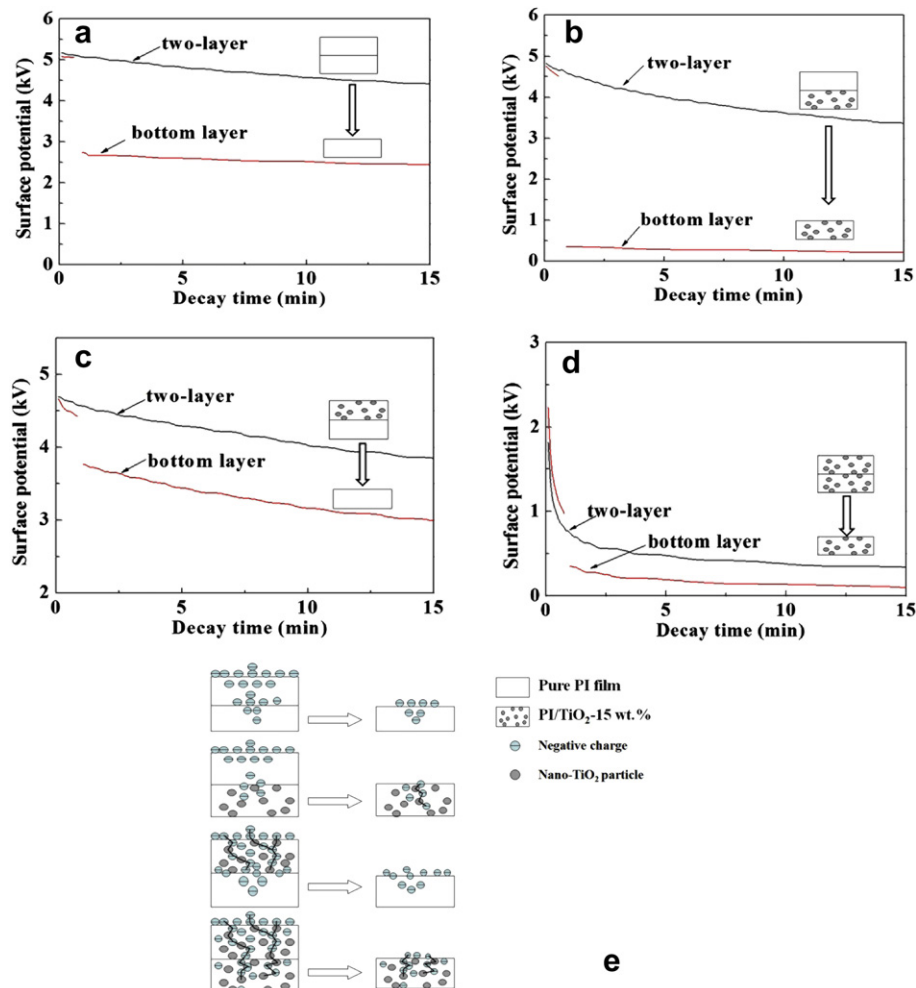 a
6
5
4
3
2
1
0
Surface potential (kV)
two-layer
bottom layer
0 5 10 15
Decay time (min)
b
6
5
4
3
2
1
0
Surface potential (kV)
two-layer
bottom layer
0 5 10 15
Decay time (min)
c
5
4
3
2
Surface potential (kV)
two-layer
bottom layer
0 5 10 15
Decay time (min)
d
3
2
1
0
Surface potential (kV)
two-layer
bottom layer
0 5 10 15
Decay time (min)
Pure PI film
PI/TiO₂-15 wt.%
Negative charge
Nano-TiO₂ particle
e